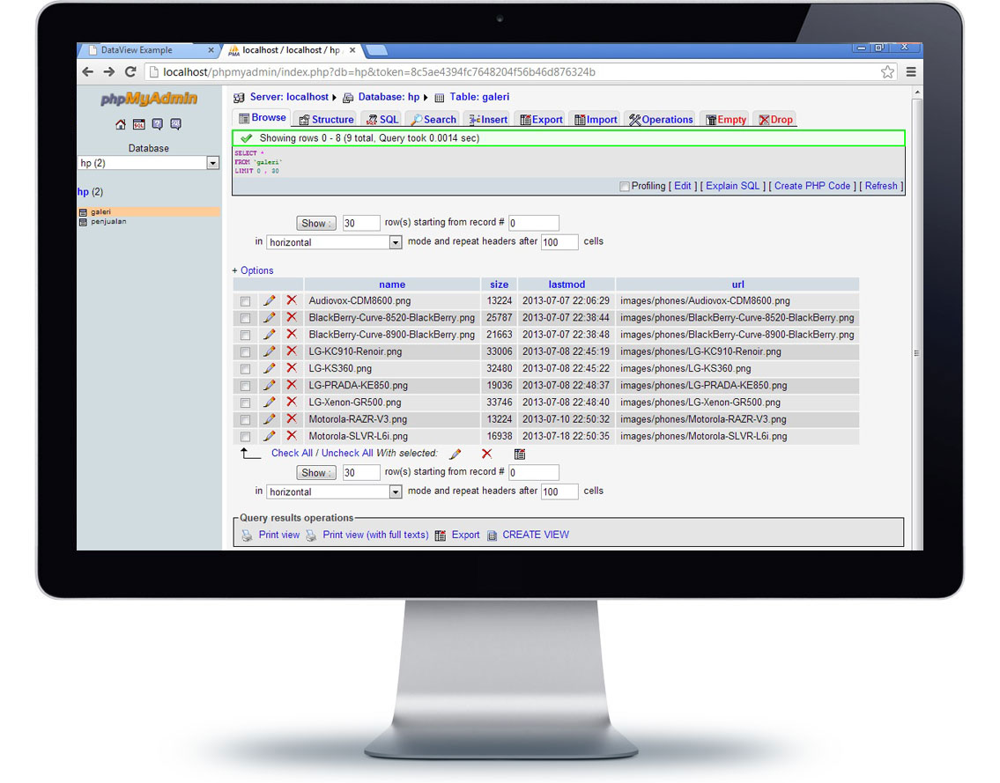 DataView Example
localhost / localhost / hp
localhost/phpmyadmin/index.php?db=hp&token=8c5ae4394fc7648204f56b46d876324b
phpMyAdmin
Database
hp (2)
hp (2)
galeri
penjualan
Server: localhost Database: hp Table: galeri
Browse Structure SQL Search Insert Export Import Operations Empty Drop
Showing rows 0 - 8 (9 total, Query took 0.0014 sec)
SELECT *
FROM `galeri`
LIMIT 0 , 30
Profiling [ Edit ] [ Explain SQL ] [ Create PHP Code ] [ Refresh ]
Show : 30 row(s) starting from record # 0
in horizontal mode and repeat headers after 100 cells
+ Options
name size lastmod url
Audiovox-CDM8600.png 13224 2013-07-07 22:06:29 images/phones/Audiovox-CDM8600.png
BlackBerry-Curve-8520-BlackBerry.png 25787 2013-07-07 22:38:44 images/phones/BlackBerry-Curve-8520-BlackBerry.png
BlackBerry-Curve-8900-BlackBerry.png 21663 2013-07-07 22:38:48 images/phones/BlackBerry-Curve-8900-BlackBerry.png
LG-KC910-Renoir.png 33006 2013-07-08 22:45:19 images/phones/LG-KC910-Renoir.png
LG-KS360.png 32480 2013-07-08 22:45:22 images/phones/LG-KS360.png
LG-PRADA-KE850.png 19036 2013-07-08 22:48:37 images/phones/LG-PRADA-KE850.png
LG-Xenon-GR500.png 33746 2013-07-08 22:48:40 images/phones/LG-Xenon-GR500.png
Motorola-RAZR-V3.png 13224 2013-07-10 22:50:32 images/phones/Motorola-RAZR-V3.png
Motorola-SLVR-L6i.png 16938 2013-07-18 22:50:35 images/phones/Motorola-SLVR-L6i.png
Check All / Uncheck All With selected:
Show : 30 row(s) starting from record # 0
in horizontal mode and repeat headers after 100 cells
Query results operations
Print view Print view (with full texts) Export CREATE VIEW